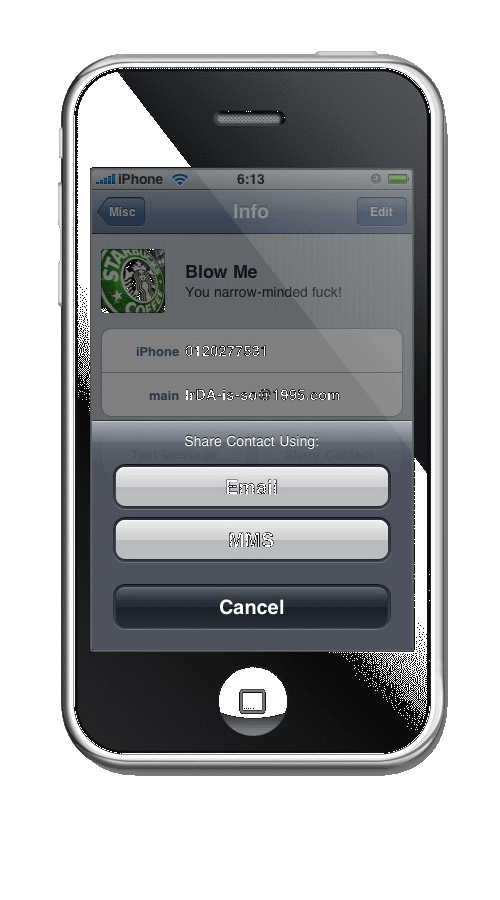 iPhone 6:13
Misc Info Edit
STARBUCKS COFFEE
Blow Me
You narrow-minded fuck!
iPhone 0120277531
main IrDA-is-so@1995.com
Share Contact Using:
Text Message Share Contact
Email
MMS
Cancel